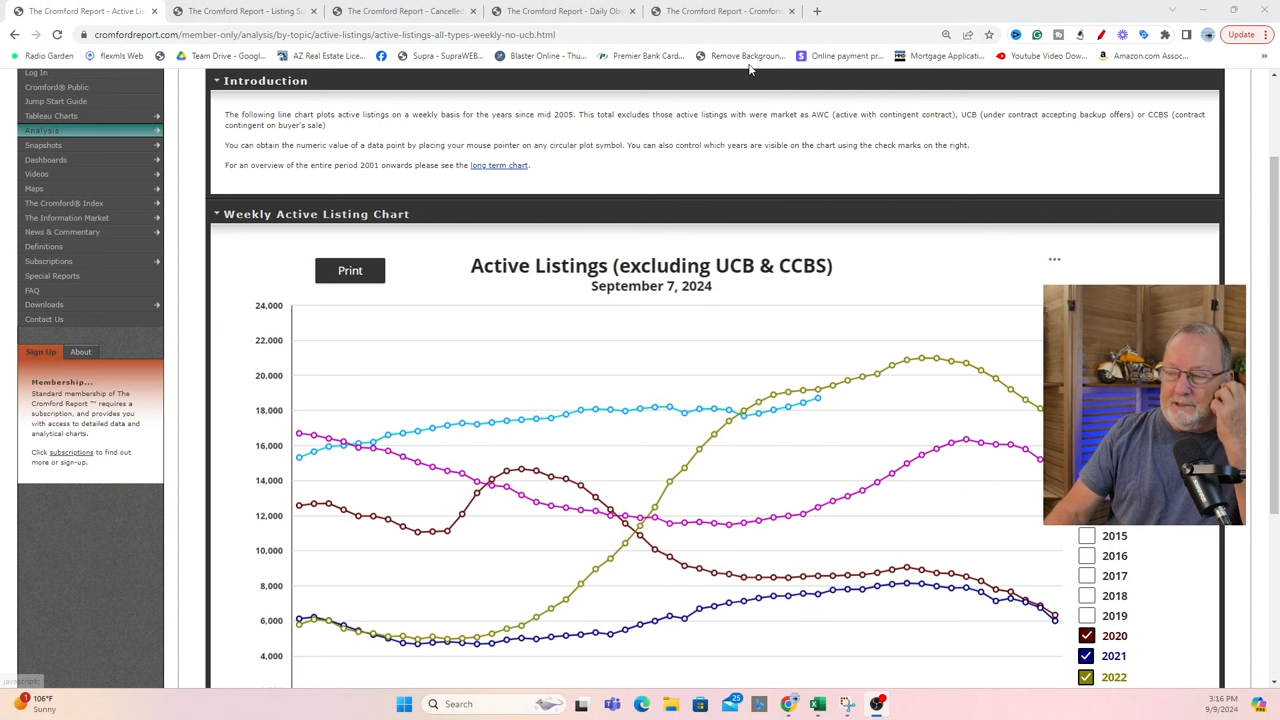 The Cromford Report - Active Lis
The Cromford Report - Listing Su
The Cromford Report - Cancelled
The Cromford Report - Daily Obs
The Cromford Report - Cromford
cromfordreport.com/member-only/analysis/by-topic/active-listings/active-listings-all-types-weekly-no-ucb.html
Update
Radio Garden
flexmls Web
Team Drive - Googl...
AZ Real Estate Lice...
Supra - SupraWEB...
Blaster Online - Thu...
Premier Bank Card...
Remove Backgroun...
Online payment pr...
Mortgage Applicati...
Youtube Video Dow...
Amazon.com Assoc...
Log In
Cromford® Public
Jump Start Guide
Tableau Charts
Analysis
Snapshots
Dashboards
Videos
Maps
The Cromford® Index
The Information Market
News & Commentary
Definitions
Subscriptions
Special Reports
FAQ
Downloads
Contact Us
Sign Up
About
Membership...
Standard membership of The
Cromford Report ™ requires a
subscription, and provides you
with access to detailed data and
analytical charts.
Click subscriptions to find out
more or sign-up.
Introduction
The following line chart plots active listings on a weekly basis for the years since mid 2005. This total excludes those active listings with were market as AWC (active with contingent contract), UCB (under contract accepting backup offers) or CCBS (contract
contingent on buyer's sale)
You can obtain the numeric value of a data point by placing your mouse pointer on any circular plot symbol. You can also control which years are visible on the chart using the check marks on the right.
For an overview of the entire period 2001 onwards please see the long term chart.
Weekly Active Listing Chart
Print
Active Listings (excluding UCB & CCBS)
September 7, 2024
24,000
22,000
20,000
18,000
16,000
14,000
12,000
10,000
8,000
6,000
4,000
2015
2016
2017
2018
2019
2020
2021
2022
javascript:
1
106°F
Sunny
Search
25
3:16 PM
9/9/2024